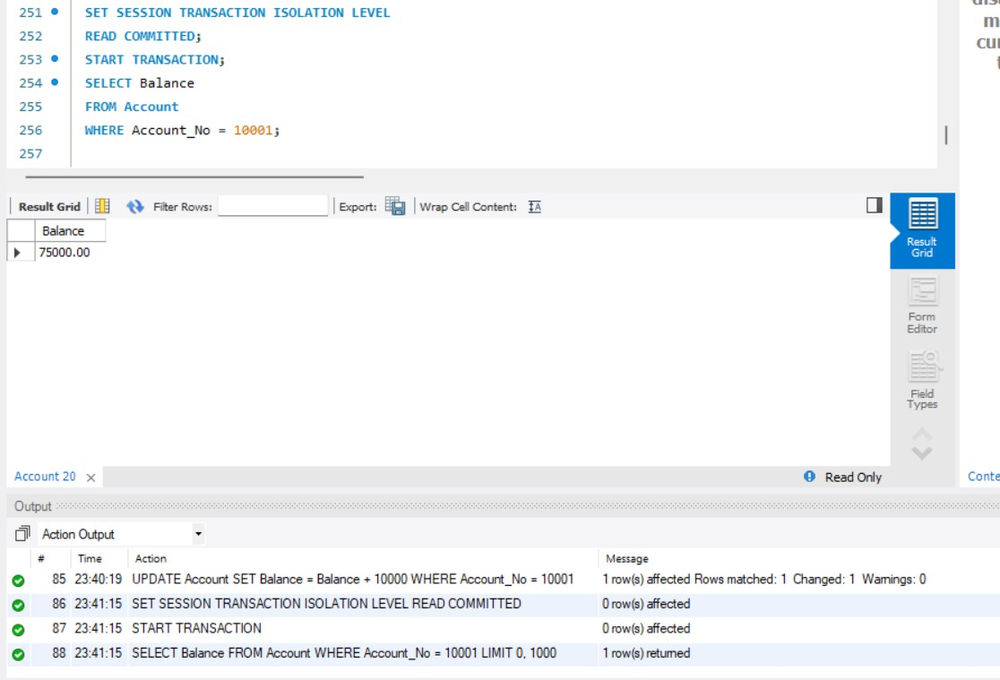 251 SET SESSION TRANSACTION ISOLATION LEVEL
252 READ COMMITTED;
253 START TRANSACTION;
254 SELECT Balance
255 FROM Account
256 WHERE Account_No = 10001;
257
Result Grid Filter Rows: Export: Wrap Cell Content: IA
Balance
75000.00
Result
Grid
Form
Editor
Field
Types
Account 20 Read Only
Output
Action Output
# Time Action Message
85 23:40:19 UPDATE Account SET Balance = Balance + 10000 WHERE Account_No = 10001 1 row(s) affected Rows matched: 1 Changed: 1 Warnings: 0
86 23:41:15 SET SESSION TRANSACTION ISOLATION LEVEL READ COMMITTED 0 row(s) affected
87 23:41:15 START TRANSACTION 0 row(s) affected
88 23:41:15 SELECT Balance FROM Account WHERE Account_No = 10001 LIMIT 0, 1000 1 row(s) returned